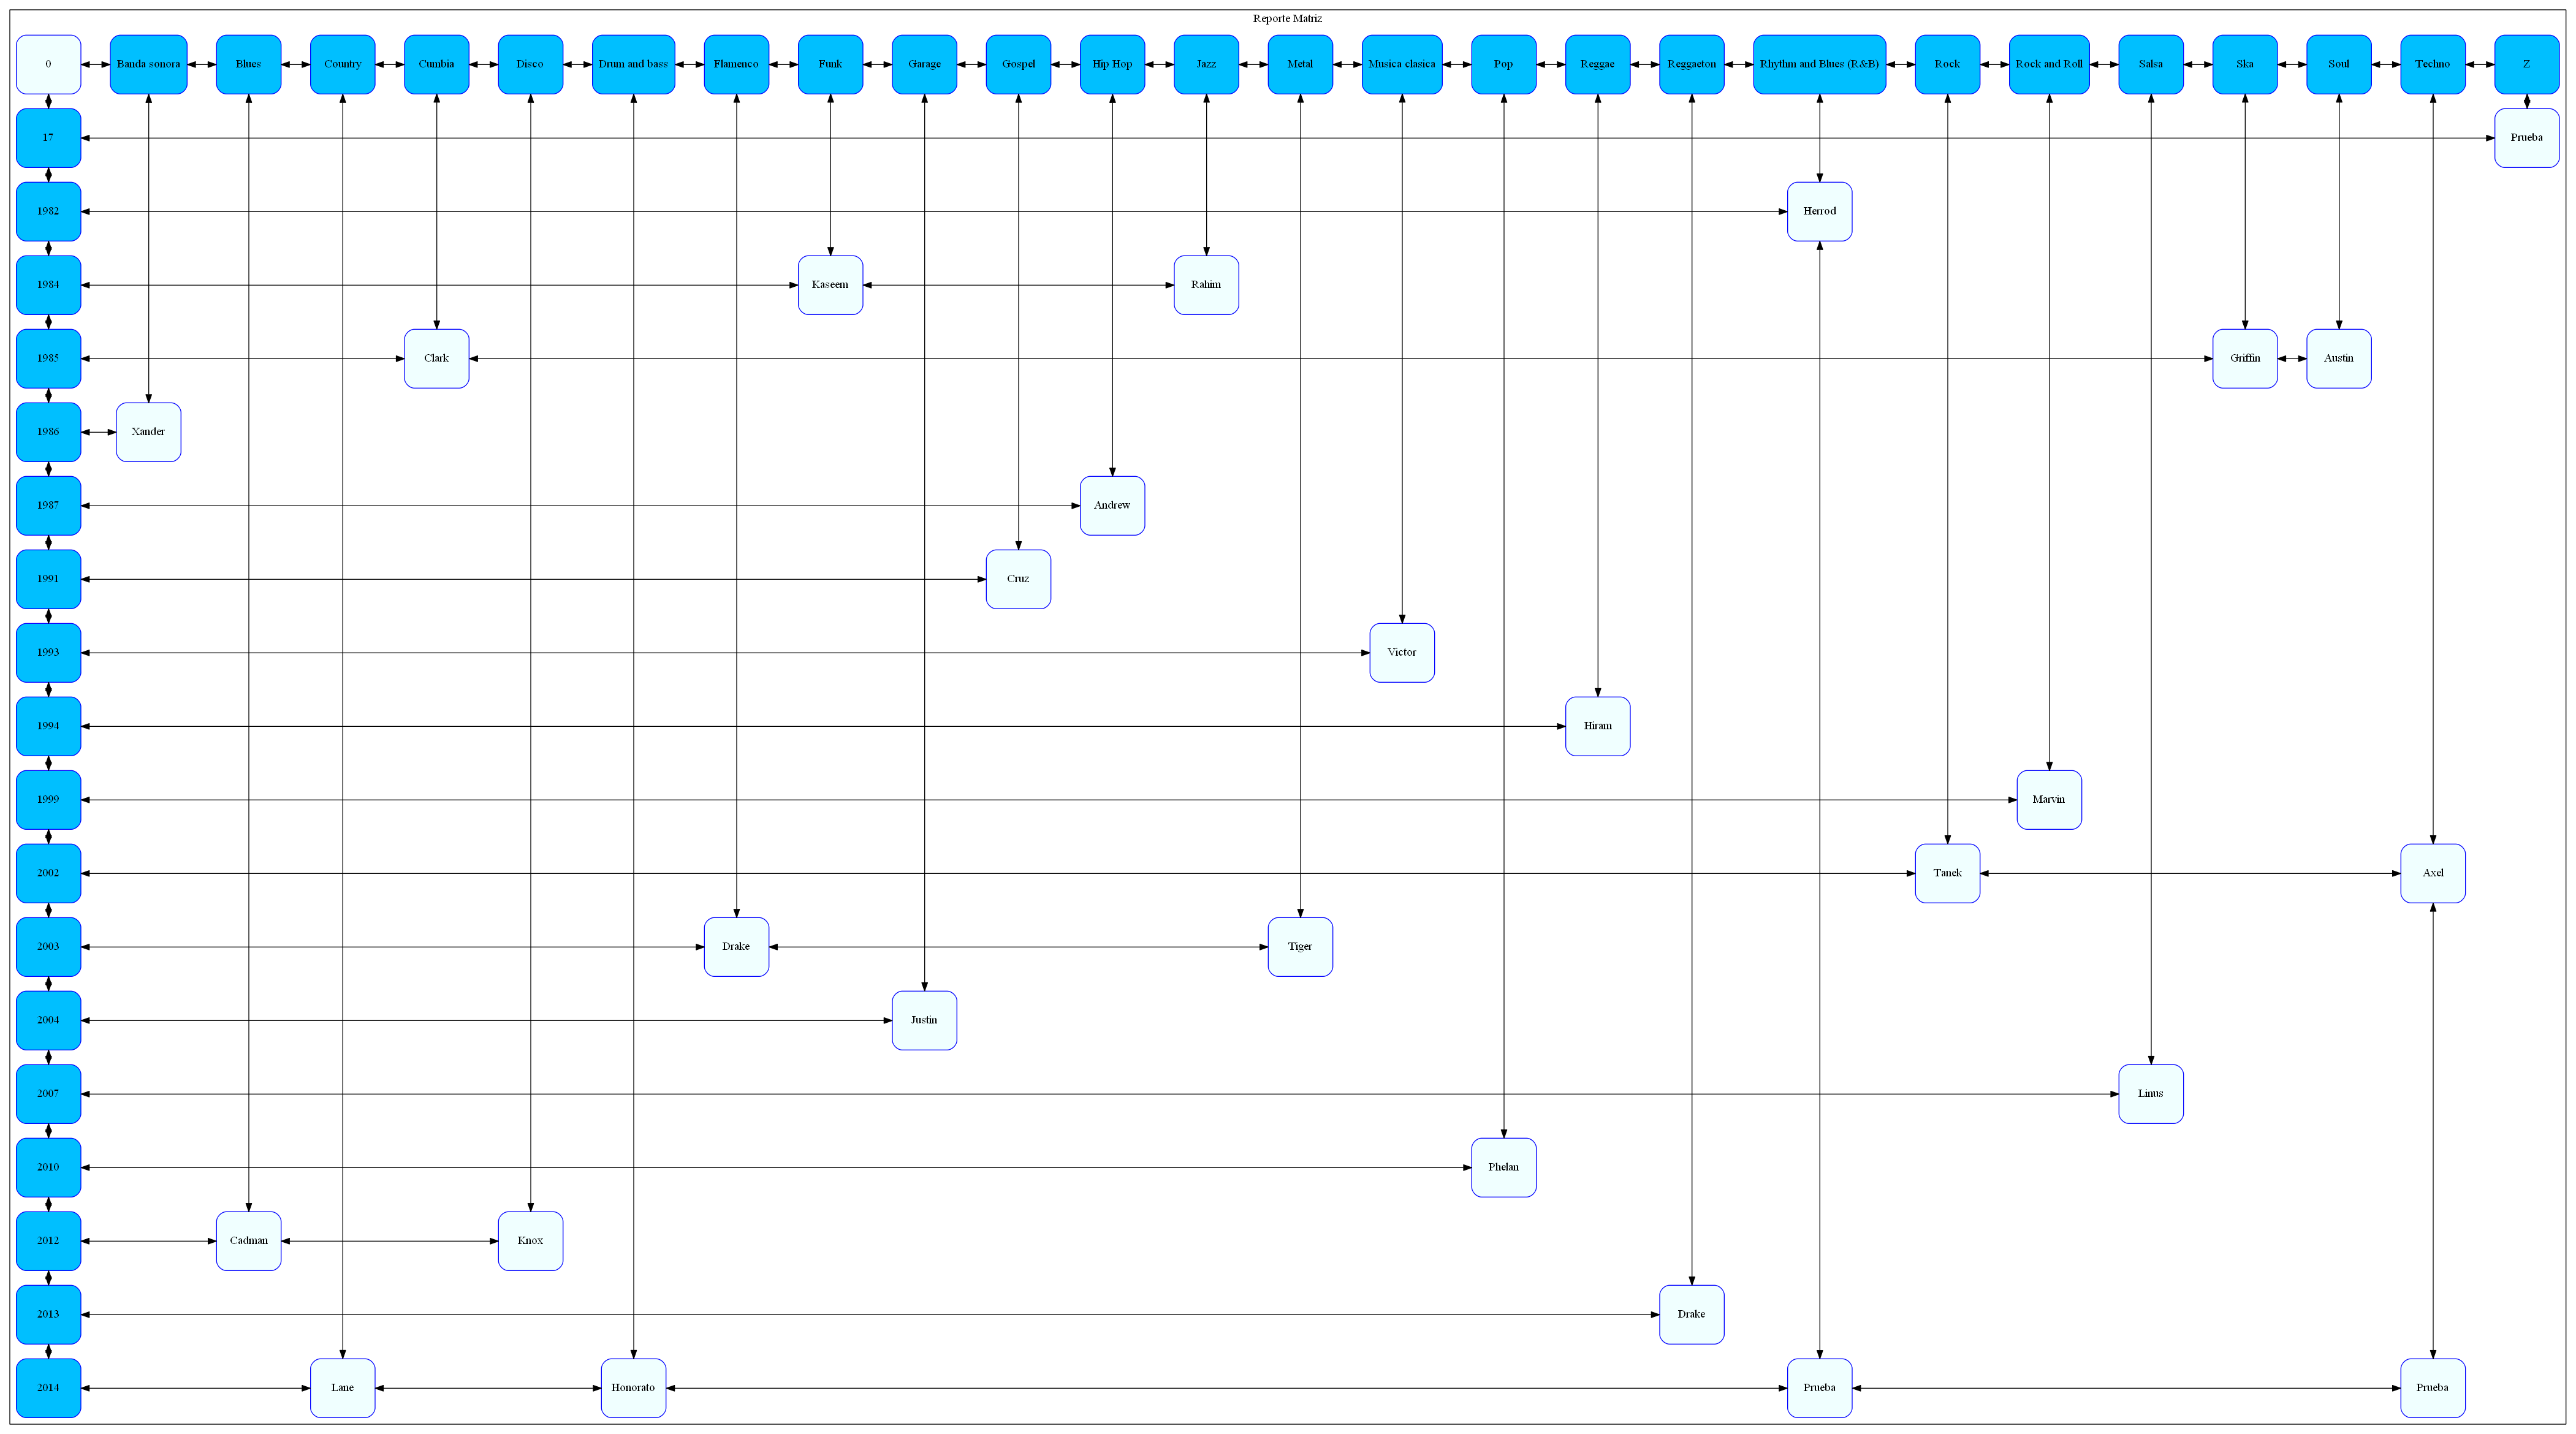 Reporte Matriz
0 Banda sonora Blues Country Cumbia Disco Drum and bass Flamenco Funk Garage Gospel Hip Hop Jazz Metal Musica clasica Pop Reggae Reggaeton Rhythm and Blues (R&B) Rock Rock and Roll Salsa Ska Soul Techno Z
17 Prueba
1982 Herrod
1984 Kaseem Rahim
1985 Clark Griffin Austin
1986 Xander
1987 Andrew
1991 Cruz
1993 Victor
1994 Hiram
1999 Marvin
2002 Tanek Axel
2003 Drake Tiger
2004 Justin
2007 Linus
2010 Phelan
2012 Cadman Knox
2013 Drake
2014 Lane Honorato Prueba Prueba